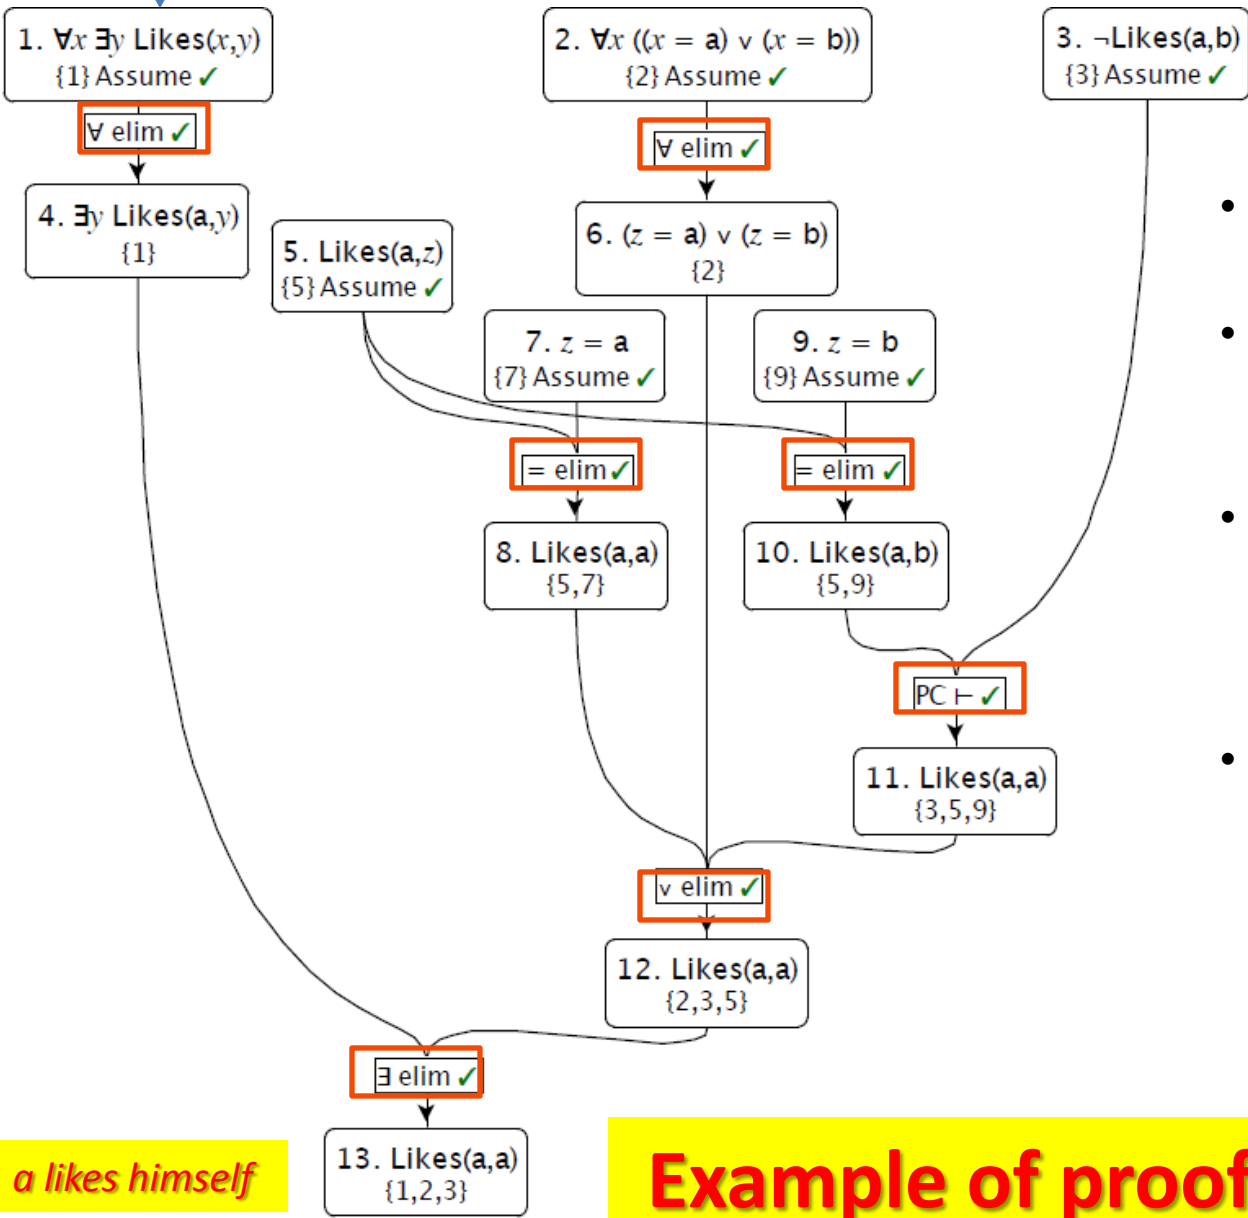 1. ∀x ∃y Likes(x,y)
{1} Assume ✓
2. ∀x ((x = a) ∨ (x = b))
{2} Assume ✓
3. ¬Likes(a,b)
{3} Assume ✓
∀ elim ✓
∀ elim ✓
4. ∃y Likes(a,y)
{1}
5. Likes(a,z)
{5} Assume ✓
6. (z = a) ∨ (z = b)
{2}
7. z = a
{7} Assume ✓
9. z = b
{9} Assume ✓
= elim ✓
= elim ✓
8. Likes(a,a)
{5,7}
10. Likes(a,b)
{5,9}
PC ⊢ ✓
11. Likes(a,a)
{3,5,9}
∨ elim ✓
12. Likes(a,a)
{2,3,5}
∃ elim ✓
13. Likes(a,a)
{1,2,3}
a likes himself
Example of proof